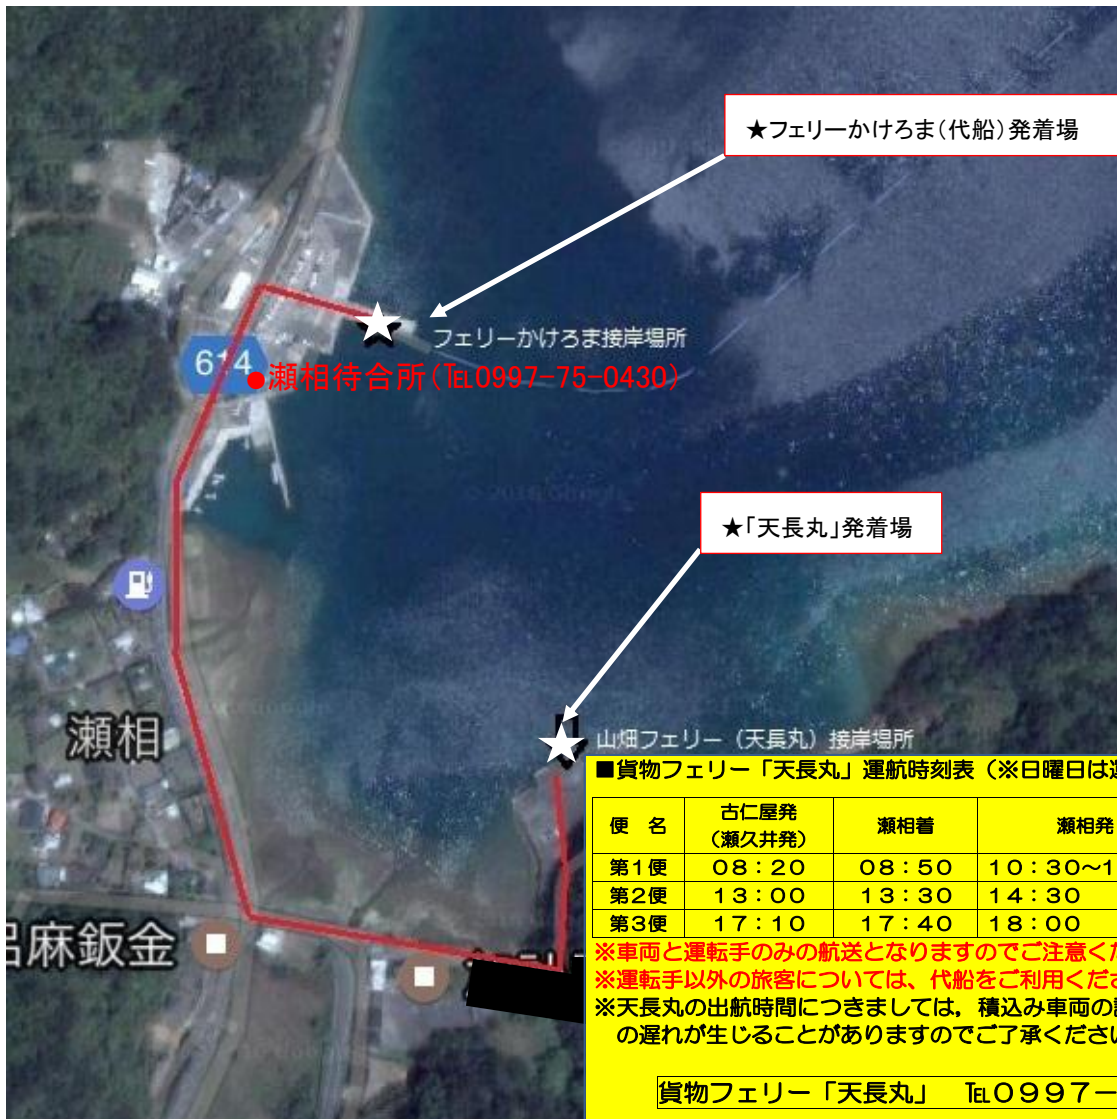 ★フェリーかけろま(代船)発着場
フェリーかけろま接岸場所
614
●瀬相待合所(℡0997-75-0430)
★「天長丸」発着場
瀬相
山畑フェリー（天長丸）接岸場所
麻鈑金
■貨物フェリー「天長丸」運航時刻表（※日曜日は運
便　名 古仁屋発（瀬久井発） 瀬相着 瀬相発
第1便 ０８：２０ ０８：５０ １０：３０～１
第2便 １３：００ １３：３０ １４：３０
第3便 １７：１０ １７：４０ １８：００
※車両と運転手のみの航送となりますのでご注意くだ
※運転手以外の旅客については、代船をご利用くださ
※天長丸の出航時間につきましては，積込み車両の
の遅れが生じることがありますのでご了承ください
貨物フェリー「天長丸」　℡０９９７－